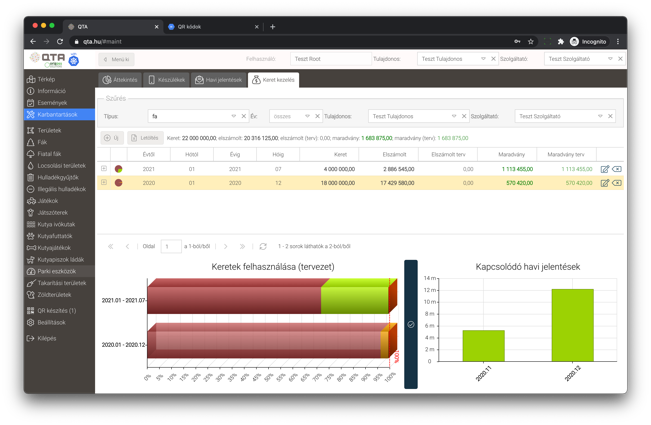 QTA
QR kódok
qta.hu/#maint
Incognito
QTA
Menü ki
Felhasználó:
Teszt Root
Tulajdonos:
Teszt Tulajdonos
Szolgáltató:
Teszt Szolgáltató
Térkép
Információ
Események
Karbantartások
Területek
Fák
Fiatal fák
Locsolási területek
Hulladékgyűjtők
Illegális hulladékok
Játékok
Játszóterek
Kutya ivókutak
Kutyafuttatók
Kutyajátékok
Kutyapiszok ládák
Parki eszközök
Takarítási területek
Zöldterületek
QR készítés (1)
Beállítások
Kilépés
Áttekintés
Készülékek
Havi jelentések
Keret kezelés
Szűrés
Típus:
fa
Év:
összes
Tulajdonos:
Teszt Tulajdonos
Szolgáltató:
Teszt Szolgáltató
Új
Letöltés
Keret: 22 000 000,00; elszámolt: 20 316 125,00; elszámolt (terv): 0,00; maradvány: 1 683 875,00; maradvány (terv): 1 683 875,00
Évtől Hótól Évig Hóig Keret Elszámolt Elszámolt terv Maradvány Maradvány terv
2021 01 2021 07 4 000 000,00 2 886 545,00 0,00 1 113 455,00 1 113 455,00
2020 01 2020 12 18 000 000,00 17 429 580,00 0,00 570 420,00 570 420,00
Oldal 1 a 1-ból/ből
1 - 2 sorok láthatók a 2-ból/ből
Keretek felhasználása (tervezet)
2021.01 - 2021.07
2020.01 - 2020.12
0% 5% 10% 15% 20% 25% 30% 35% 40% 45% 50% 55% 60% 65% 70% 75% 80% 85% 90% 95% 100%
Kapcsolódó havi jelentések
14 m
12 m
10 m
8 m
6 m
4 m
2 m
0 m
2020.11
2020.12